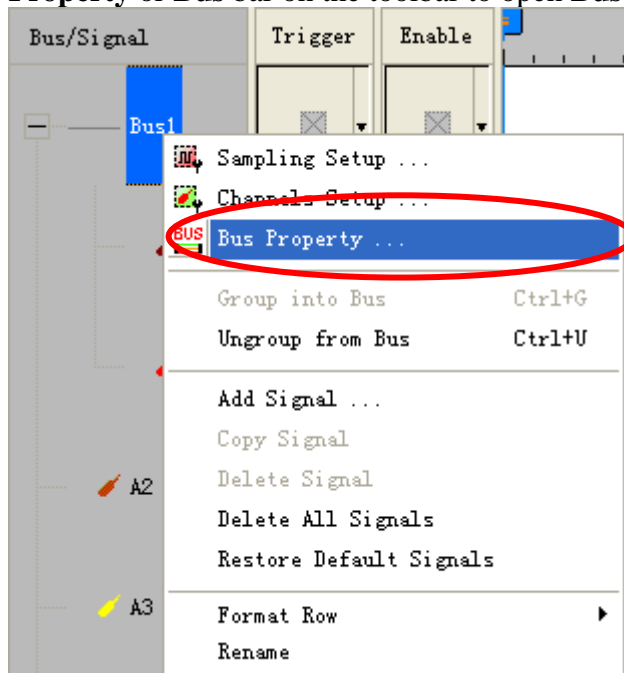 Property or Bus bar on the toolbar to open Bus
Bus/Signal Trigger Enable
Bus1
Sampling Setup ...
Channels Setup ...
BUS Bus Property ...
Group into Bus Ctrl+G
Ungroup from Bus Ctrl+U
Add Signal ...
Copy Signal
A2 Delete Signal
Delete All Signals
Restore Default Signals
A3 Format Row
Rename